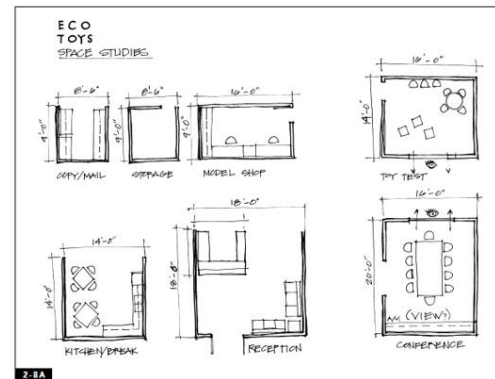 ECO
TOYS
SPACE STUDIES
8'-6"
9'-0"
COPY/MAIL
8'-6"
9'-0"
STORAGE
16'-0"
9'-0"
MODEL SHOP
16'-0"
14'-0"
TOY TEST
14'-0"
14'-0"
KITCHEN/BREAK
18'-0"
RECEPTION
16'-0"
20'-0"
(VIEWS)
CONFERENCE
2-8A